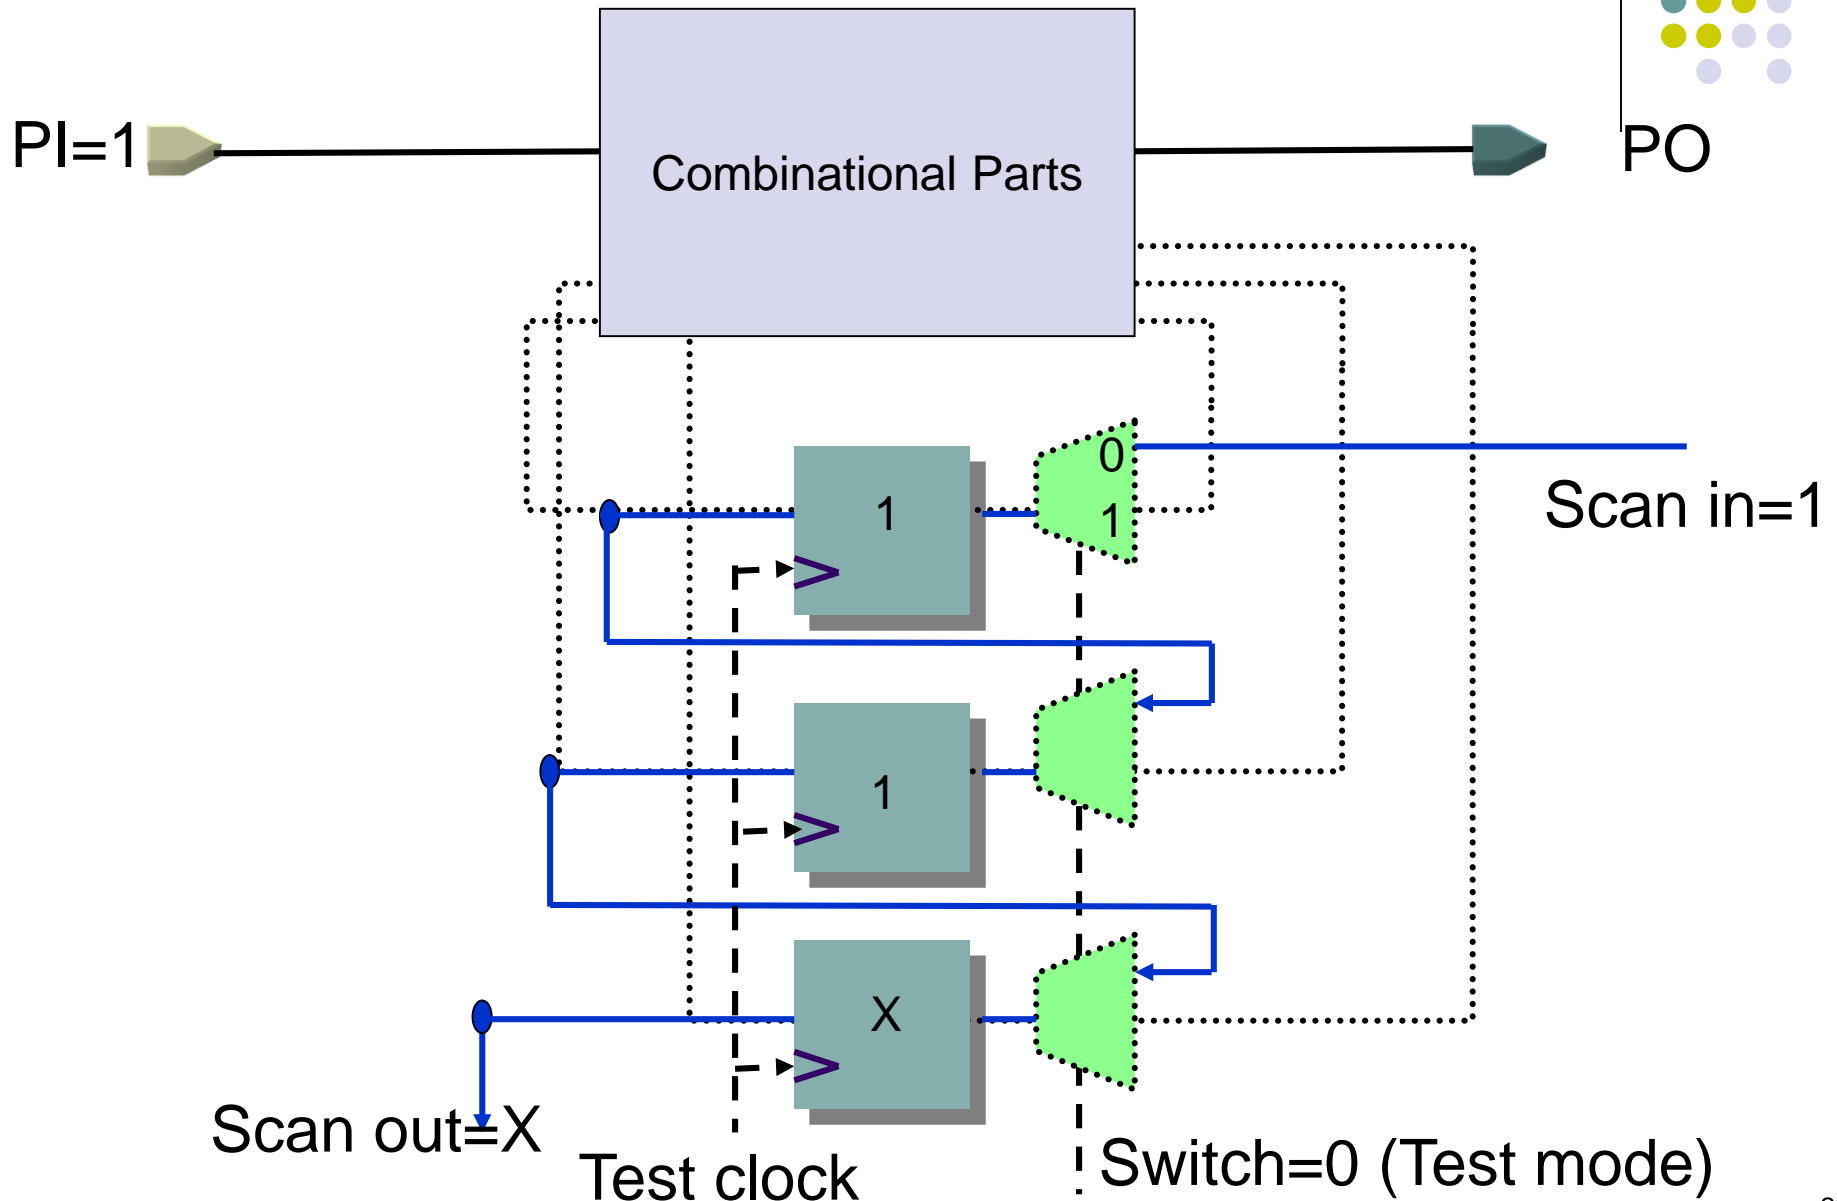 PI=1
Combinational Parts
PO
0
1
1
Scan in=1
1
X
Scan out=X
Test clock
Switch=0 (Test mode)